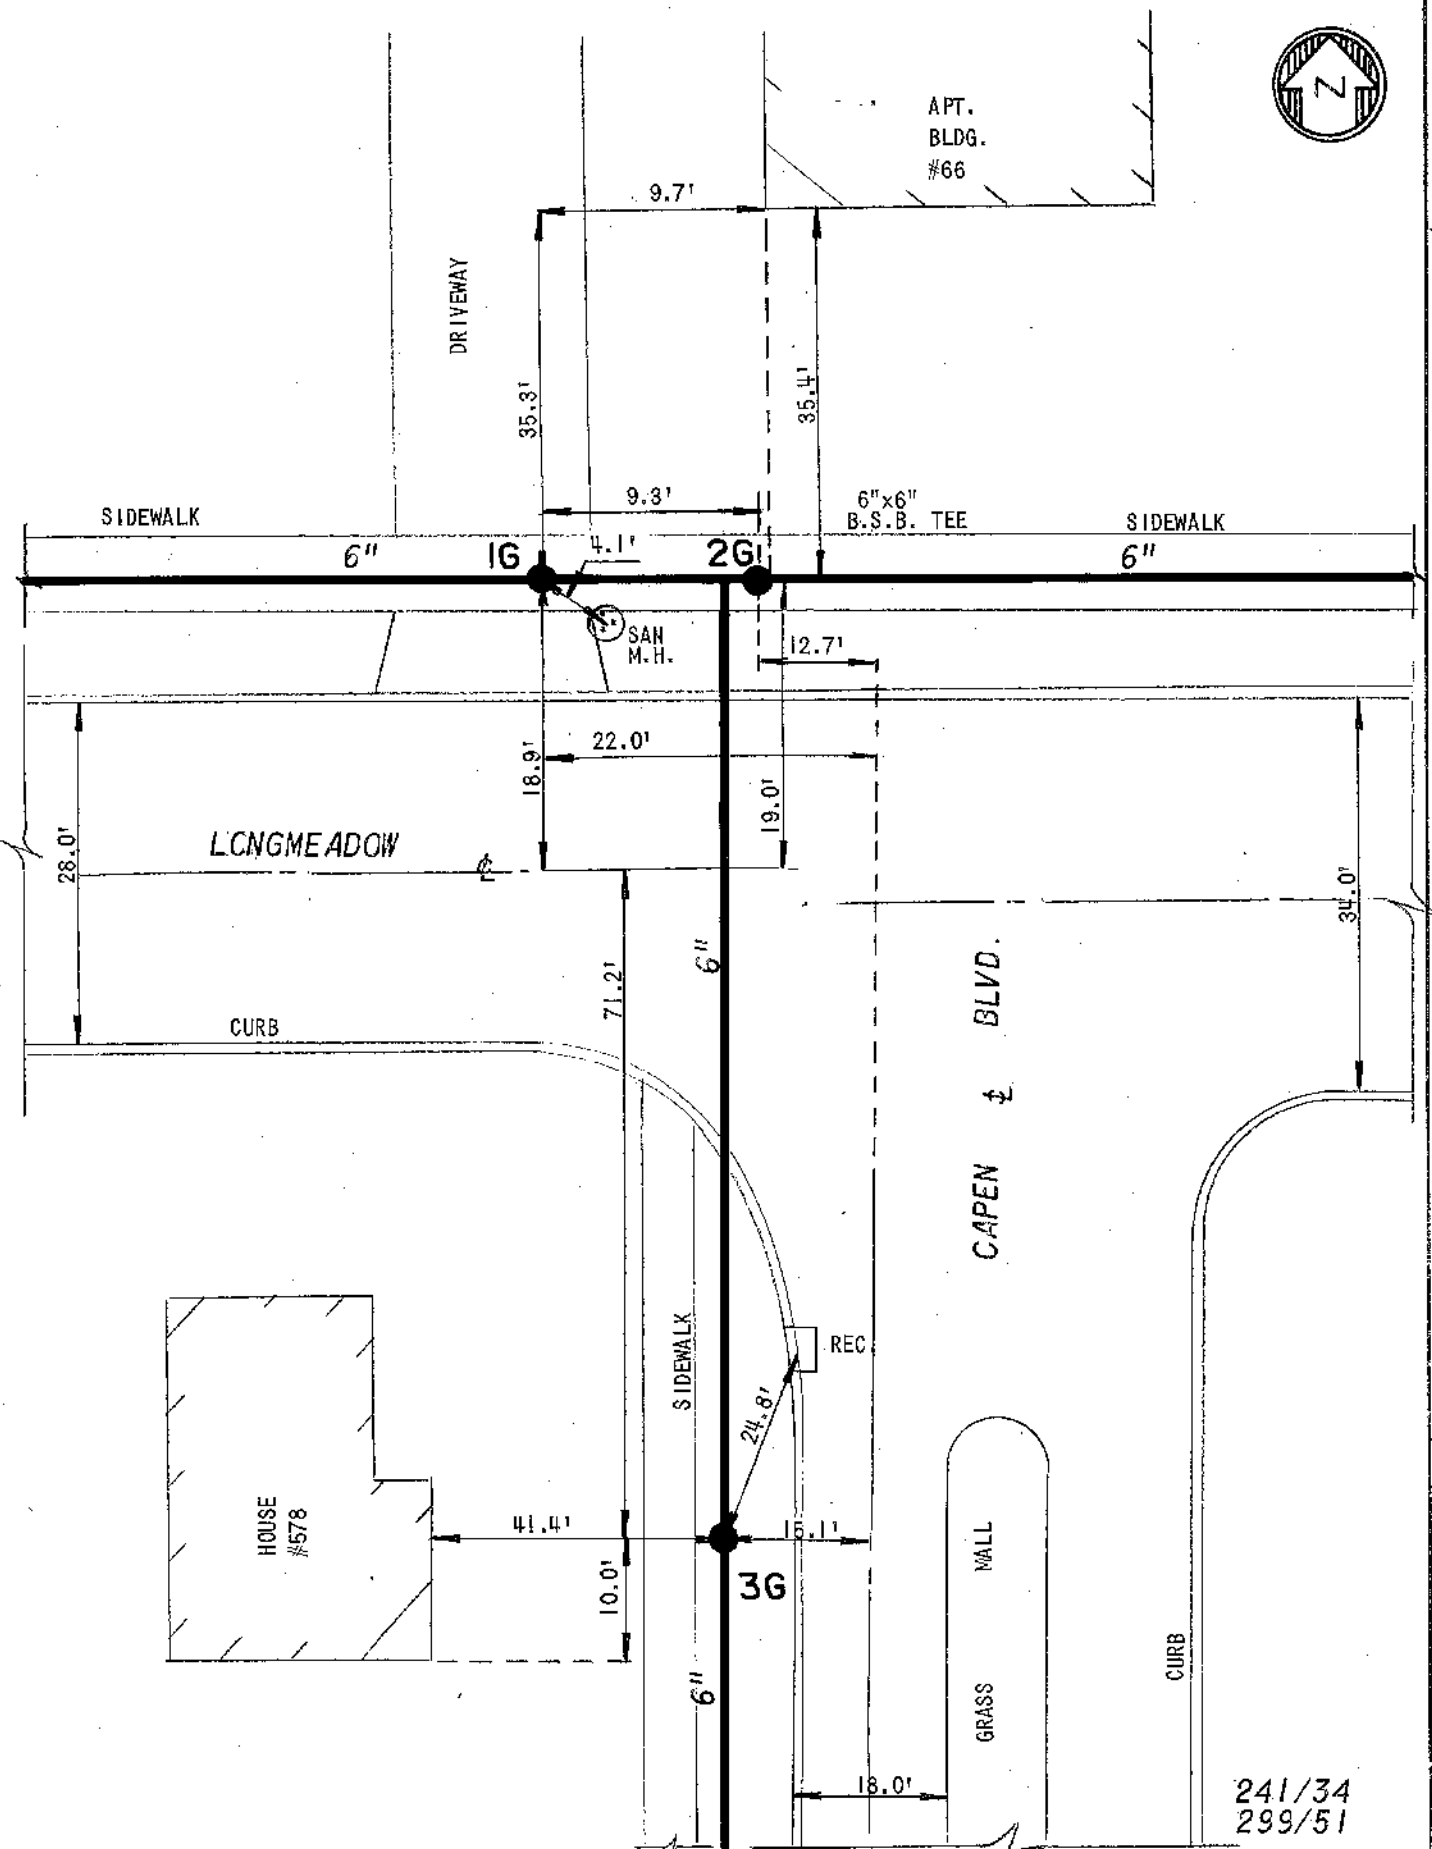 Z
APT.
BLDG.
#66
9.7'
DRIVEWAY
35.3'
35.4'
9.3'
6"x6"
B.S.B. TEE
SIDEWALK
SIDEWALK
6"
1G
4.1'
2G
6"
SAN
M.H.
12.7'
22.0'
18.9'
19.0'
28.0'
LONGMEADOW
℄
34.0'
6"
71.2'
CAPEN ℄ BLVD.
CURB
SIDEWALK
REC
24.8'
HOUSE
#578
41.4'
15.1'
10.0'
3G
GRASS MALL
CURB
6"
18.0'
241/34
299/51